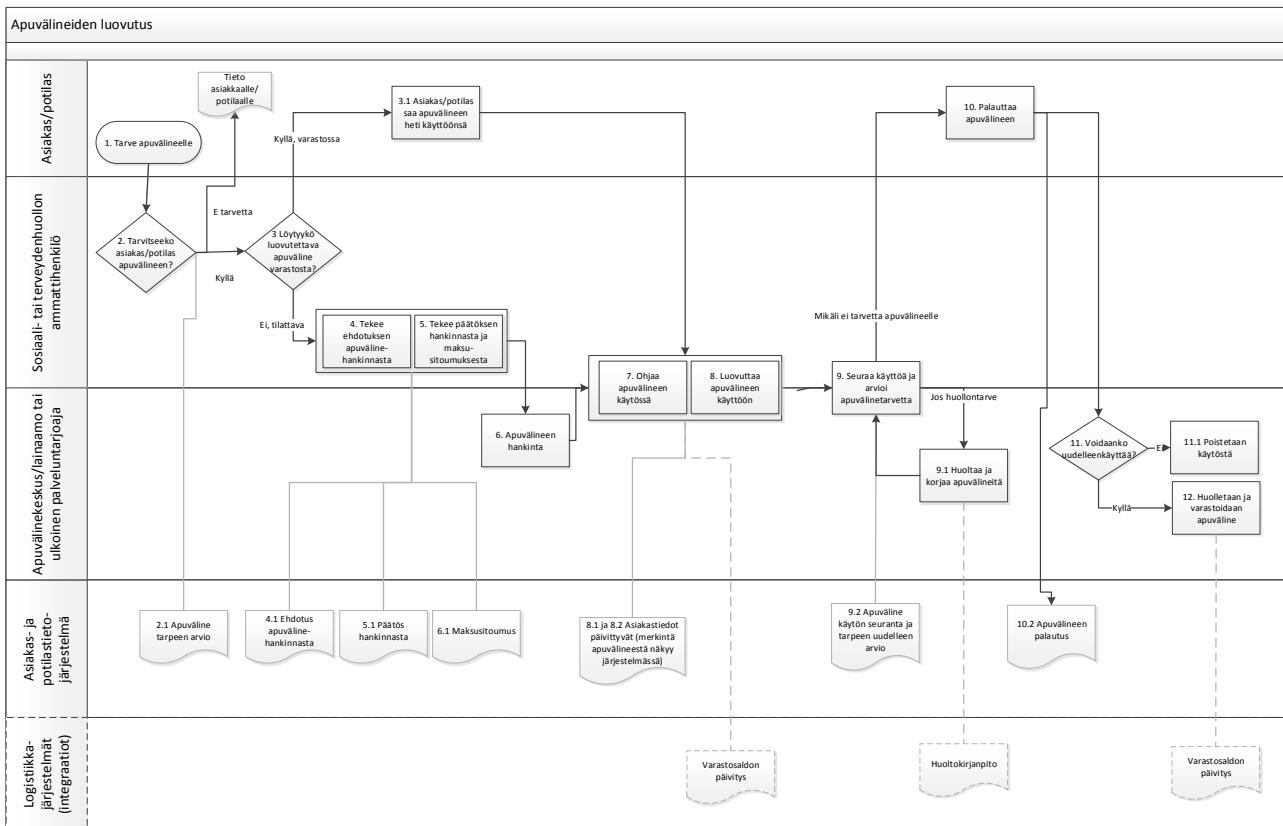 Apuvälineiden luovutus
Asiakas/potilas
Tieto
asiakkaalle/
potilaalle
1. Tarve apuvälineelle
Kyllä, varastossa
3.1 Asiakas/potilas
saa apuvälineen
heti käyttöönsä
10. Palauttaa
apuvälineen
Sosiaali- tai terveydenhuollon
ammattihenkilö
E tarvetta
2. Tarvitseeko
asiakas/potilas
apuvälineen?
Kyllä
3 Löytyykö
luovutettava
apuväline
varastosta?
Ei, tilattava
4. Tekee
ehdotuksen
apuväline-
hankinnasta
5. Tekee päätöksen
hankinnasta ja
maksu-
sitoumuksesta
Mikäli ei tarvetta apuvälineelle
7. Ohjaa
apuvälineen
käytössä
8. Luovuttaa
apuvälineen
käyttöön
9. Seuraa käyttöä ja
arvioi
apuvälinetarvetta
Apuvälinekeskus/lainaamo tai
ulkoinen palveluntarjoaja
6. Apuvälineen
hankinta
Jos huollontarve
9.1 Huoltaa ja
korjaa apuvälineitä
11. Voidaanko
uudelleenkäyttää?
Ei
11.1 Poistetaan
käytöstä
Kyllä
12. Huolletaan ja
varastoidaan
apuväline
Asiakas- ja
potilastieto-
järjestelmä
2.1 Apuväline
tarpeen arvio
4.1 Ehdotus
apuväline-
hankinnasta
5.1 Päätös
hankinnasta
6.1 Maksusitoumus
8.1 ja 8.2 Asiakastiedot
päivittyvät (merkintä
apuvälineestä näkyy
järjestelmässä)
9.2 Apuväline
käytön seuranta ja
tarpeen uudelleen
arvio
10.2 Apuvälineen
palautus
Logistiikka-
järjestelmät
(integraatiot)
Varastosaldon
päivitys
Huoltokirjanpito
Varastosaldon
päivitys